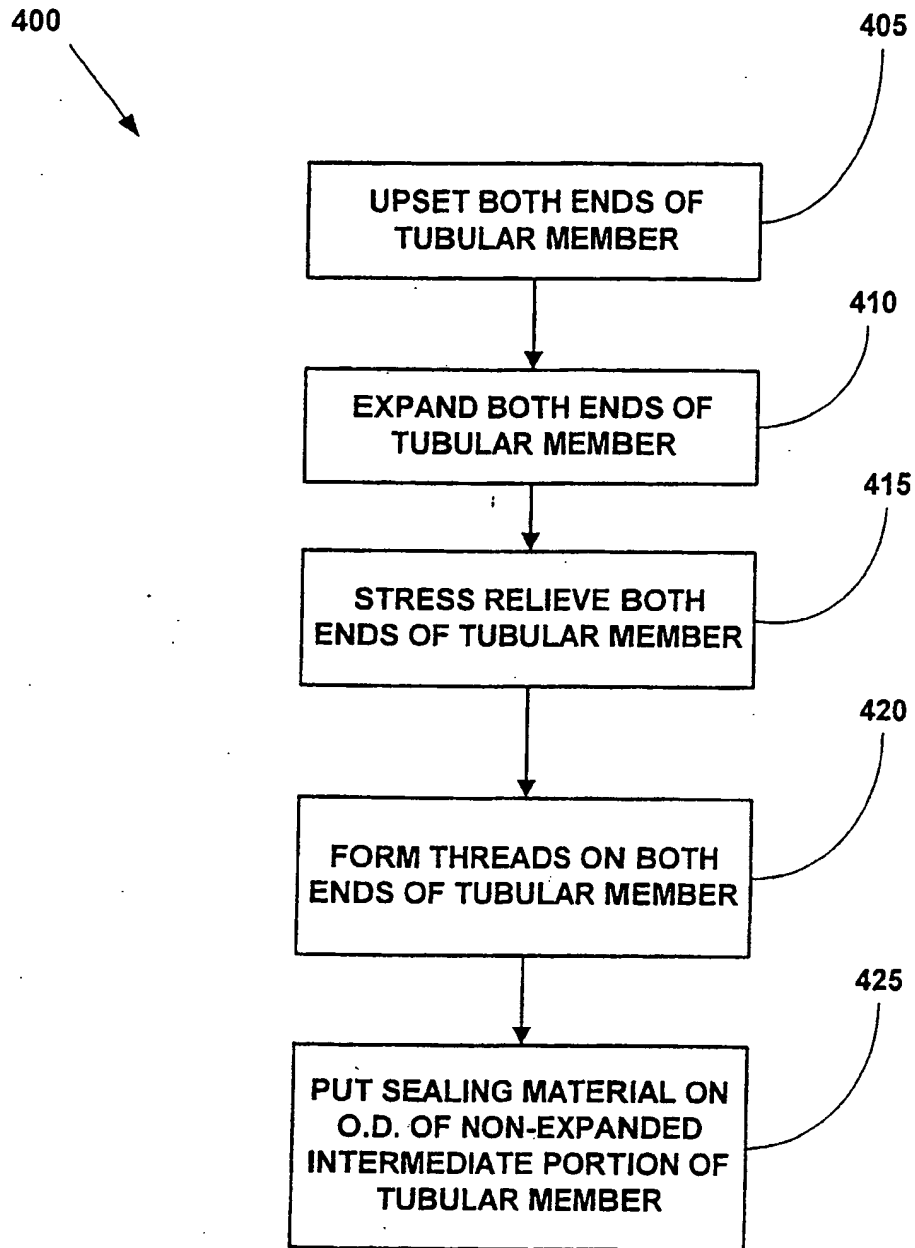 400
405
UPSET BOTH ENDS OF
TUBULAR MEMBER
410
EXPAND BOTH ENDS OF
TUBULAR MEMBER
415
STRESS RELIEVE BOTH
ENDS OF TUBULAR MEMBER
420
FORM THREADS ON BOTH
ENDS OF TUBULAR MEMBER
425
PUT SEALING MATERIAL ON
O.D. OF NON-EXPANDED
INTERMEDIATE PORTION OF
TUBULAR MEMBER